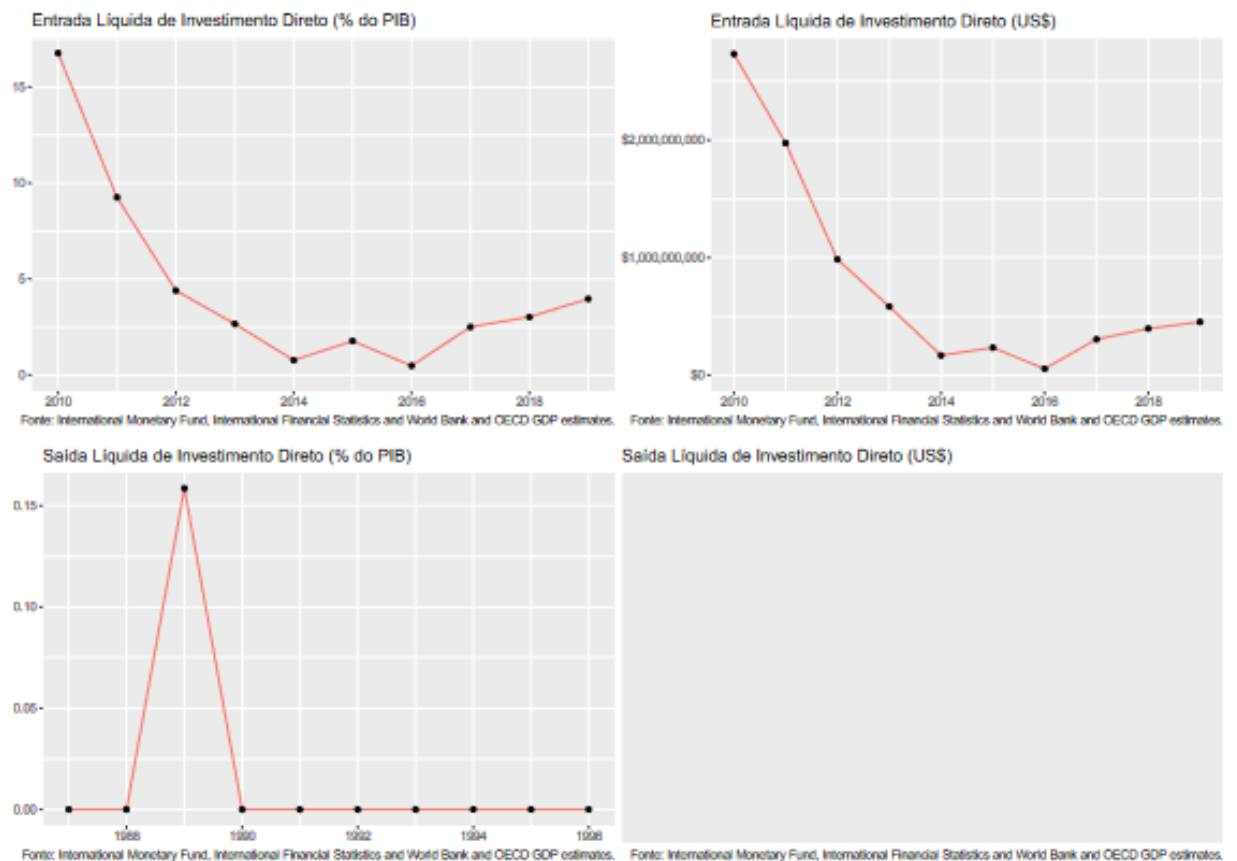 Entrada Líquida de Investimento Direto (% do PIB)
15
10
5
0
2010 2012 2014 2016 2018
Fonte: International Monetary Fund, International Financial Statistics and World Bank and OECD GDP estimates.
Entrada Líquida de Investimento Direto (US$)
$2,000,000,000
$1,000,000,000
$0
2010 2012 2014 2016 2018
Fonte: International Monetary Fund, International Financial Statistics and World Bank and OECD GDP estimates.
Saída Líquida de Investimento Direto (% do PIB)
0.15
0.10
0.05
0.00
1988 1990 1992 1994 1996
Fonte: International Monetary Fund, International Financial Statistics and World Bank and OECD GDP estimates.
Saída Líquida de Investimento Direto (US$)
Fonte: International Monetary Fund, International Financial Statistics and World Bank and OECD GDP estimates.